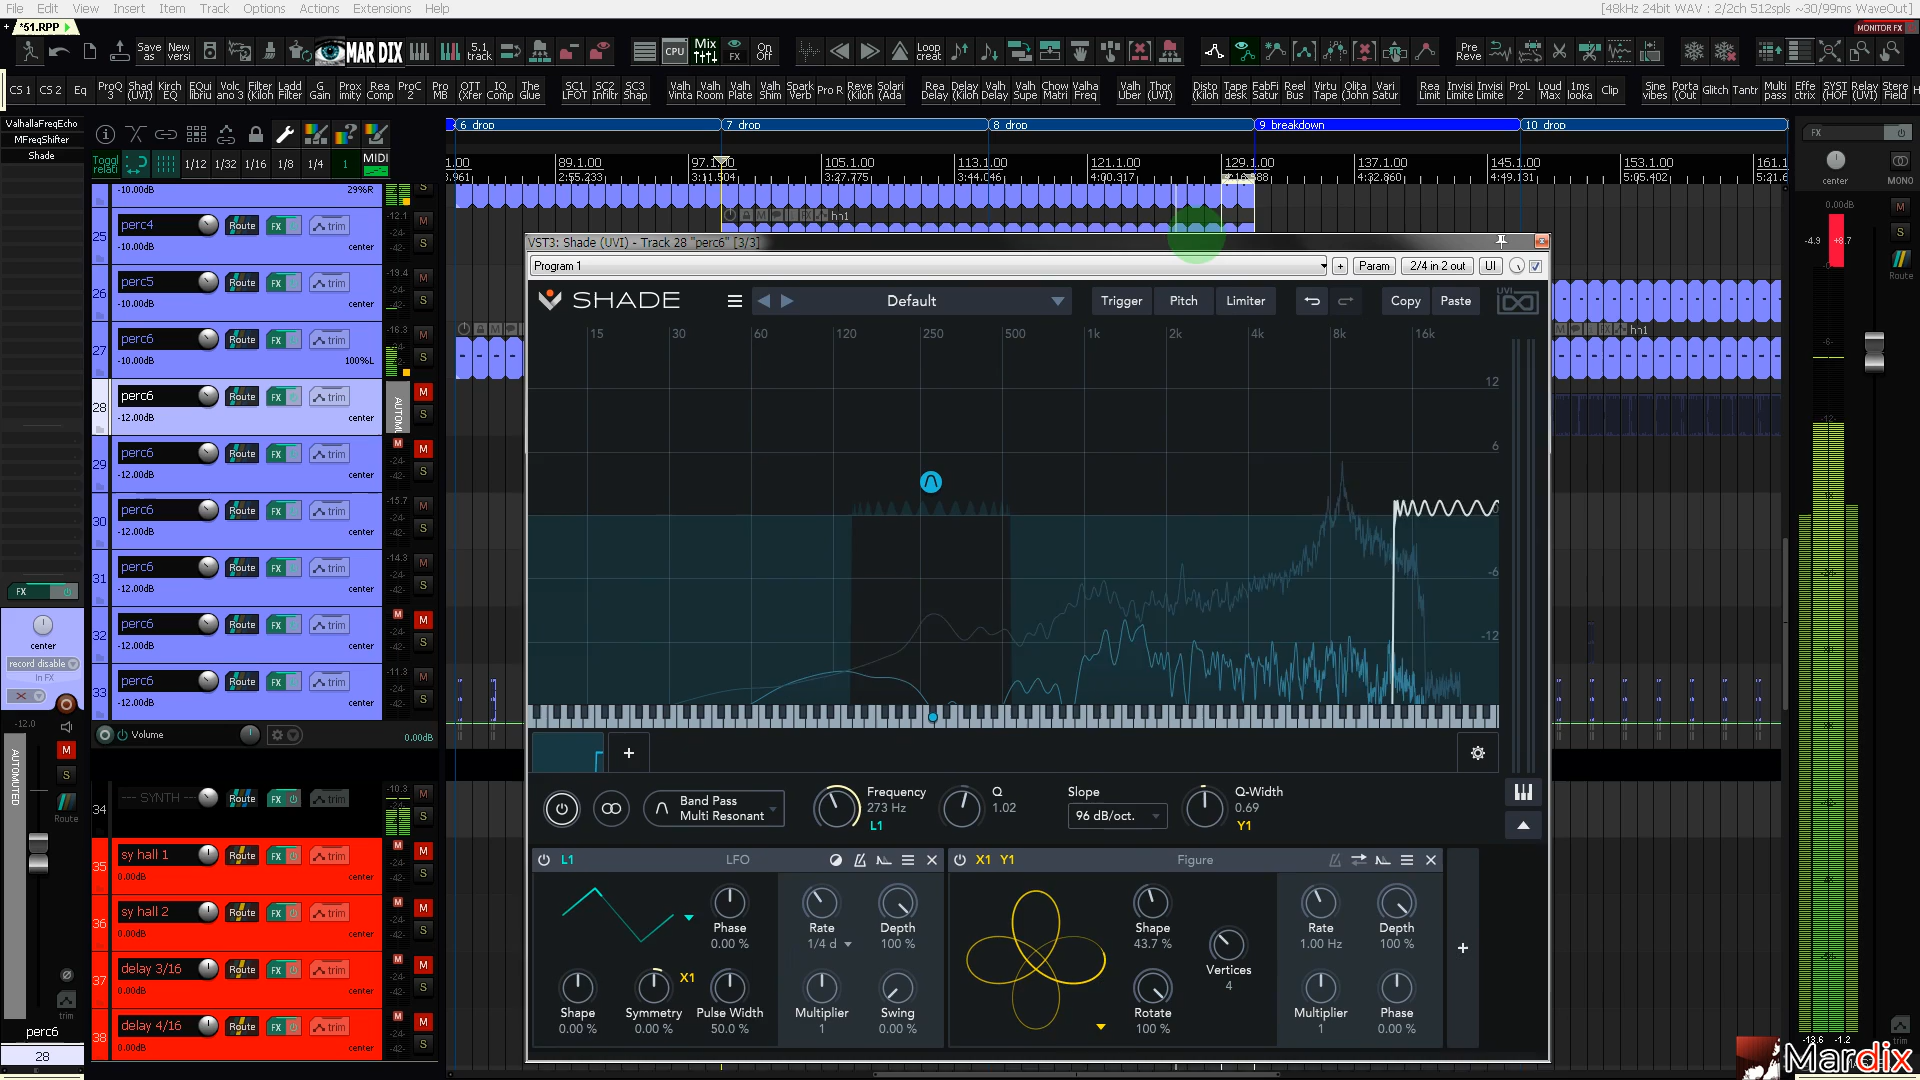 File Edit View Insert Item Track Options Actions Extensions Help
[48kHz 24bit WAV : 2/2ch 512spls ~30/99ms WaveOut]
*51.RPP
MONITOR FX
Save as New versi MAR DIX 5.1 track CPU Mix FX On Off Loop creat Pre Reve
CS 1 CS 2 Eq ProQ 3 Shad (UVI) Kirch EQ EQui libriu Volc ano 3 Filter (Kiloh Ladd Filter G Gain Prox imity Rea Comp ProC 2 Pro MB OTT (Xfer IQ Comp The Glue SC1 LFOT SC2 Infiltr SC3 Shap Valh Vinta Valh Room Valh Plate Valh Shim Spark Verb Pro R Reve (Kiloh Solari (Ada Rea Delay Delay (Kiloh Valh Delay Valh Supe Chow Matri Valha Freq Valh Uber Thor (UVI) Disto (Kiloh Tape desk FabFi Satur Reel Bus Virtu Tape Olita (John Vari Satur Rea Limit Invisi Limite Invisi Limite ProL 2 Loud Max 1ms looka Clip Sine vibes Porta (Out Glitch Tantr Multi pass Effe ctrix SYST (HOF Relay (UVI) Stere Field
ValhallaFreqEcho
MFreqShifter
Shade
6 drop 7 drop 8 drop 9 breakdown 10 drop
FX
Toggl relati 1/12 1/32 1/16 1/8 1/4 1 MIDI
89.1.00 105.1.00 113.1.00 121.1.00 129.1.00 137.1.00 145.1.00 153.1.00
2:55.233 3:11.504 3:27.775 3:44.046 4:00.317 4:32.860 4:49.131 5:05.402
center MONO
-10.00dB 29%R
0.00dB
-4.9 +8.7
hn1
25 perc4 Route FX trim -12.1 M S
-10.00dB center
26 perc5 Route FX trim -19.4 M S
-10.00dB center
27 perc6 Route FX trim -16.3 M S
-10.00dB 100%L
28 perc6 Route FX trim M S
-12.00dB center
29 perc6 Route FX trim M S
-12.00dB center
30 perc6 Route FX trim -15.7 M S
-12.00dB center
31 perc6 Route FX trim -14.3 M S
-12.00dB center
32 perc6 Route FX trim M S
-12.00dB center
33 perc6 Route FX trim -11.3 M S
-12.00dB center
Volume 0.00dB
34 --- SYNTH --- Route FX trim -10.3 M S
35 sy hall 1 Route FX trim M S
0.00dB center
36 sy hall 2 Route FX trim M S
0.00dB center
37 delay 3/16 Route FX trim M S
0.00dB center
38 delay 4/16 Route FX trim M S
0.00dB center
FX
center
record disable
In FX
-12.0
M
S
Route
AUTOMUTED
trim
perc6
28
VST3: Shade (UVI) - Track 28 "perc6" [3/3]
Program 1 + Param 2/4 in 2 out UI
SHADE Default Trigger Pitch Limiter Copy Paste UVI
15 30 60 120 250 500 1k 2k 4k 8k 16k
12
6
0
-6
-12
+
Band Pass
Multi Resonant
Frequency
273 Hz
L1
Q
1.02
Slope
96 dB/oct.
Q-Width
0.69
Y1
L1 LFO
X1 Y1 Figure
Phase
0.00 %
Rate
1/4 d
Depth
100 %
Shape
0.00 %
Symmetry
0.00 %
X1
Pulse Width
50.0 %
Multiplier
1
Swing
0.00 %
Shape
43.7 %
Vertices
4
Rotate
100 %
Rate
1.00 Hz
Depth
100 %
Multiplier
1
Phase
0.00 %
+
hn1
M
S
Route
-13.6 -1.2
trim
Mardix